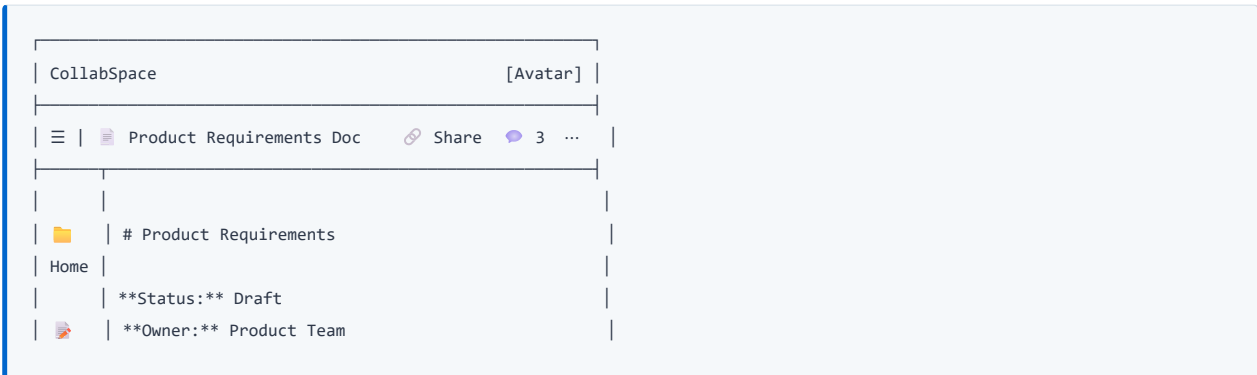 CollabSpace [Avatar]
☰ | 📄 Product Requirements Doc 🔗 Share 💬 3 ⋯
📁 # Product Requirements
Home
**Status:** Draft
📝 **Owner:** Product Team